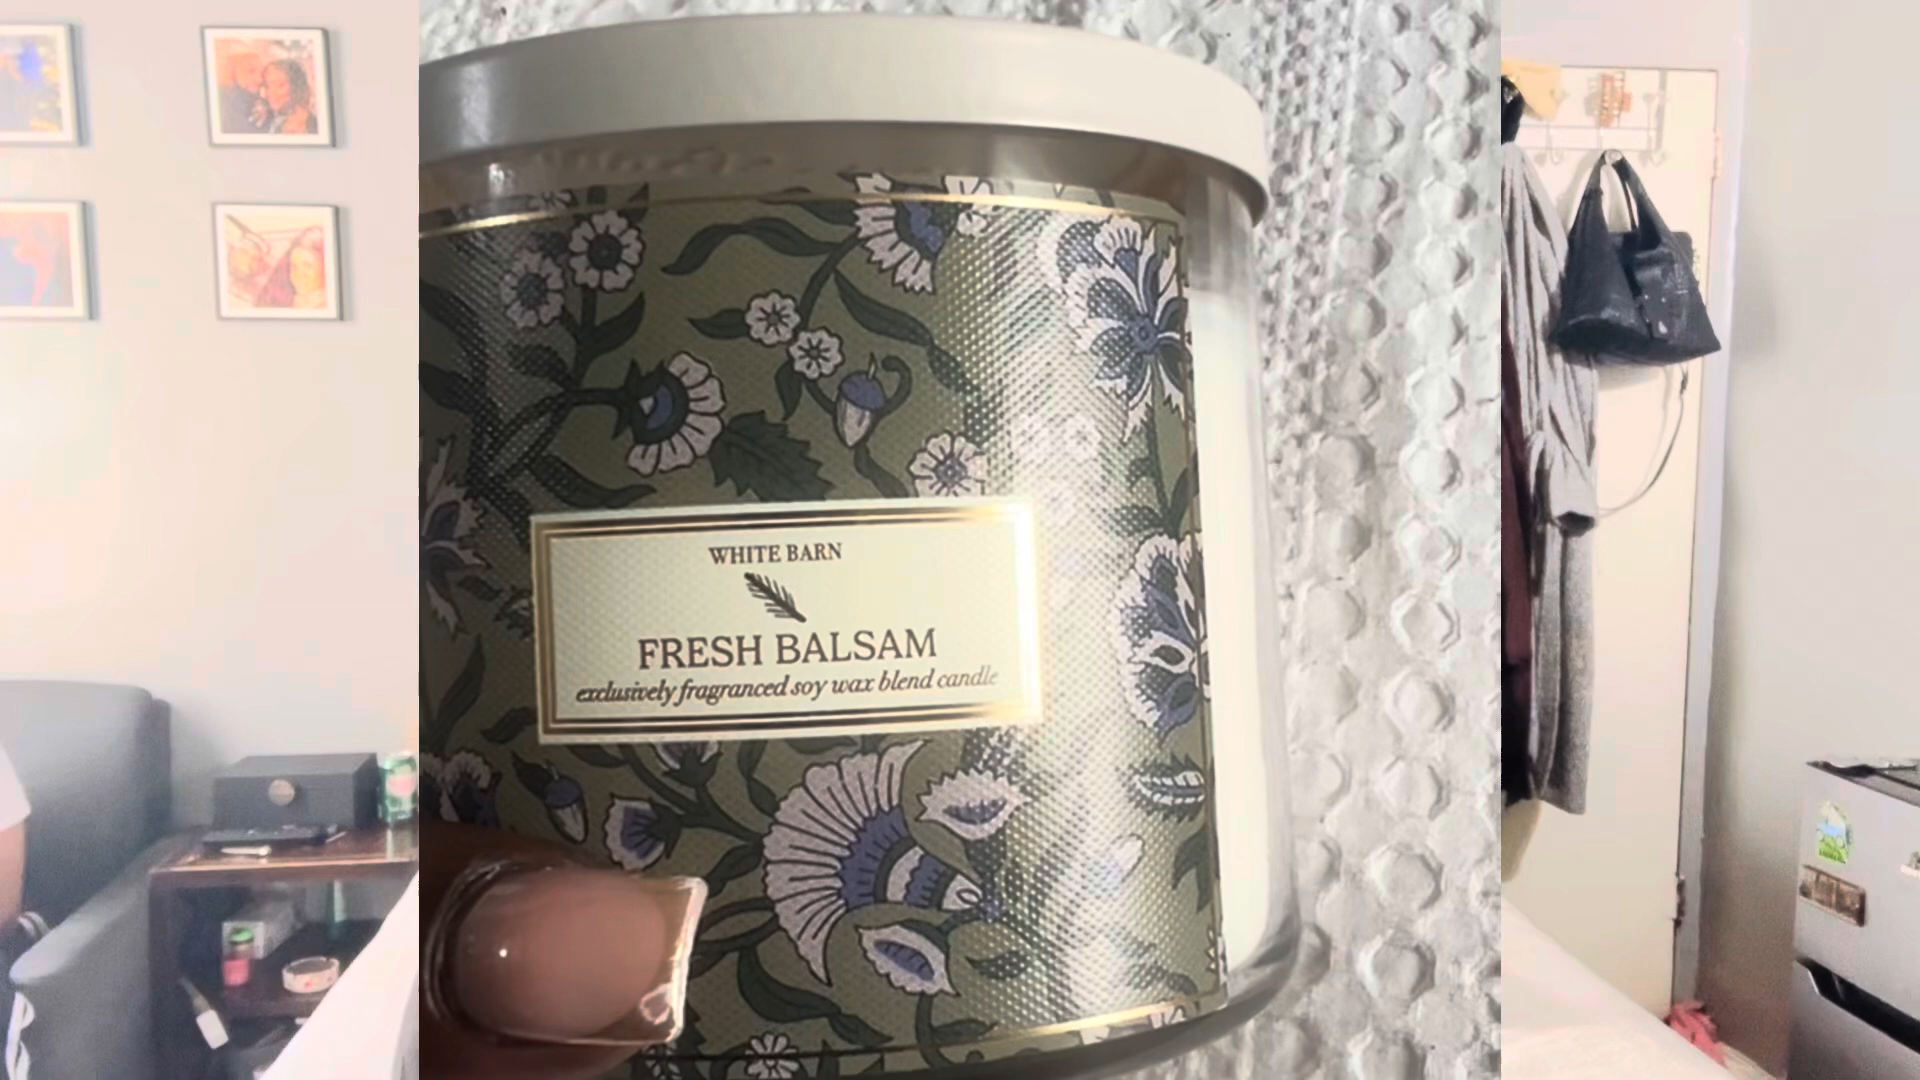 WHITE BARN
FRESH BALSAM
exclusively fragranced soy wax blend candle